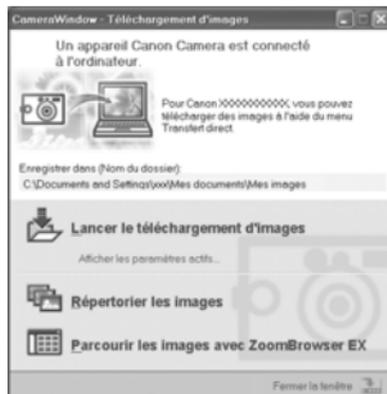 CameraWindow - Téléchargement d'images
Un appareil Canon Camera est connecté
à l'ordinateur.
Pour Canon XXXXXXXXXXX, vous pouvez
télécharger des images à l'aide du menu
Transfert direct.
Enregistrer dans (Nom du dossier):
C:\Documents and Settings\xxx\Mes documents\Mes images
Lancer le téléchargement d'images
Afficher les paramètres actifs...
Répertorier les images
Parcourir les images avec ZoomBrowser EX
Fermer la fenêtre